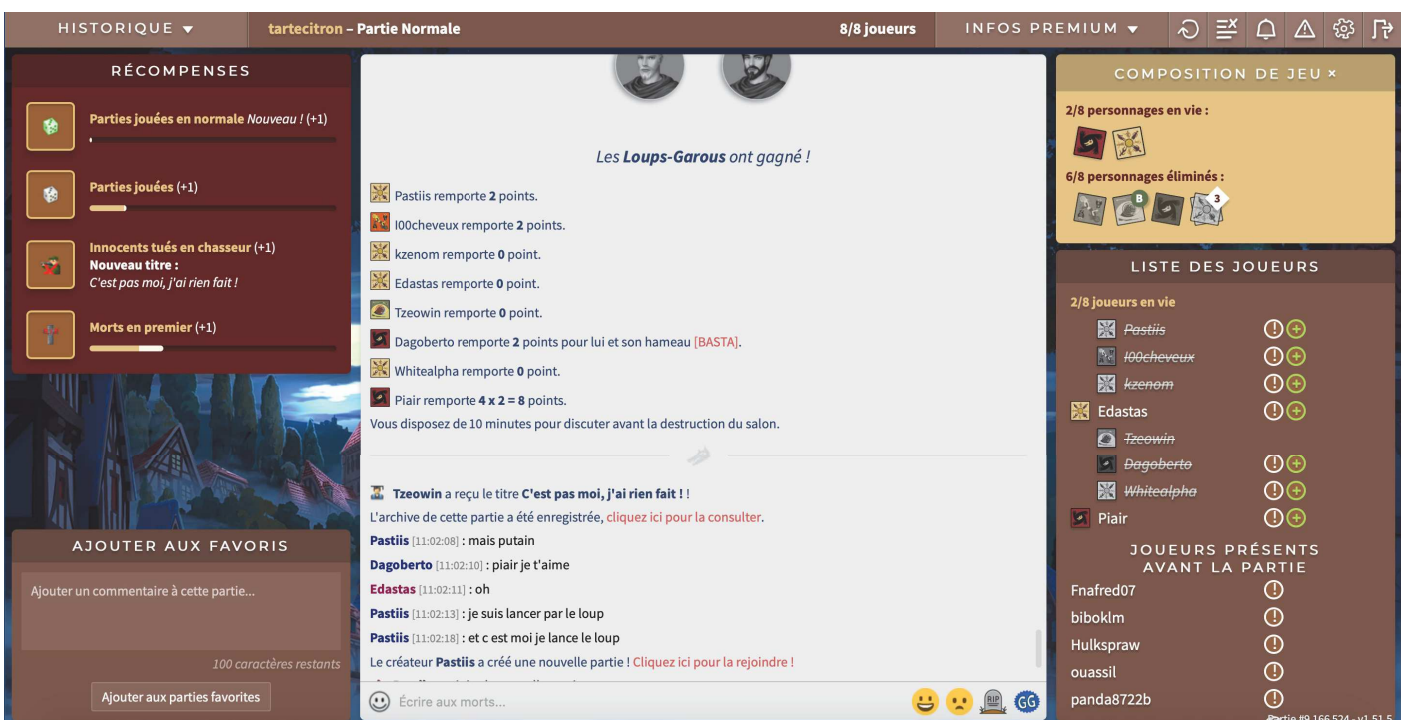 HISTORIQUE ▼
tartecitron – Partie Normale
8/8 joueurs
INFOS PREMIUM ▼
RÉCOMPENSES
Parties jouées en normale Nouveau ! (+1)
Parties jouées (+1)
Innocents tués en chasseur (+1)
Nouveau titre :
C'est pas moi, j'ai rien fait !
Morts en premier (+1)
AJOUTER AUX FAVORIS
Ajouter un commentaire à cette partie...
100 caractères restants
Ajouter aux parties favorites
Les Loups-Garous ont gagné !
Pastiis remporte 2 points.
I00cheveux remporte 2 points.
kzenom remporte 0 point.
Edastas remporte 0 point.
Tzeowin remporte 0 point.
Dagoberto remporte 2 points pour lui et son hameau [BASTA].
Whitealpha remporte 0 point.
Piair remporte 4 x 2 = 8 points.
Vous disposez de 10 minutes pour discuter avant la destruction du salon.
Tzeowin a reçu le titre C'est pas moi, j'ai rien fait ! !
L'archive de cette partie a été enregistrée, cliquez ici pour la consulter.
Pastiis [11:02:08] : mais putain
Dagoberto [11:02:10] : piair je t'aime
Edastas [11:02:11] : oh
Pastiis [11:02:13] : je suis lancer par le loup
Pastiis [11:02:18] : et c est moi je lance le loup
Le créateur Pastiis a créé une nouvelle partie ! Cliquez ici pour la rejoindre !
Écrire aux morts...
RIP
GG
COMPOSITION DE JEU ×
2/8 personnages en vie :
6/8 personnages éliminés :
B
3
LISTE DES JOUEURS
2/8 joueurs en vie
Pastiis
I00cheveux
kzenom
Edastas
Tzeowin
Dagoberto
Whitealpha
Piair
JOUEURS PRÉSENTS
AVANT LA PARTIE
Fnafred07
biboklm
Hulkspraw
ouassil
panda8722b
Partie #9 166 524 - v1.51.5